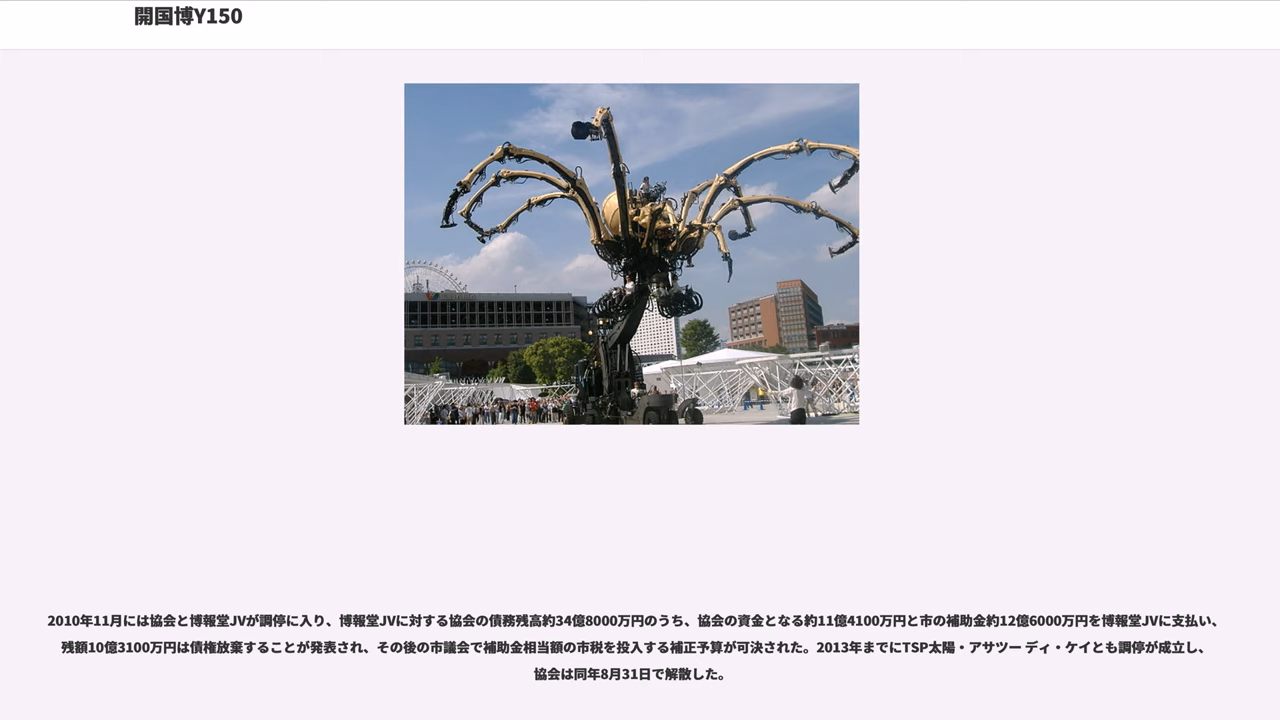 開国博Y150
2010年11月には協会と博報堂JVが調停に入り、博報堂JVに対する協会の債務残高約34億8000万円のうち、協会の資金となる約11億4100万円と市の補助金約12億6000万円を博報堂JVに支払い、
残額10億3100万円は債権放棄することが発表され、その後の市議会で補助金相当額の市税を投入する補正予算が可決された。2013年までにTSP太陽・アサツー ディ・ケイとも調停が成立し、
協会は同年8月31日で解散した。